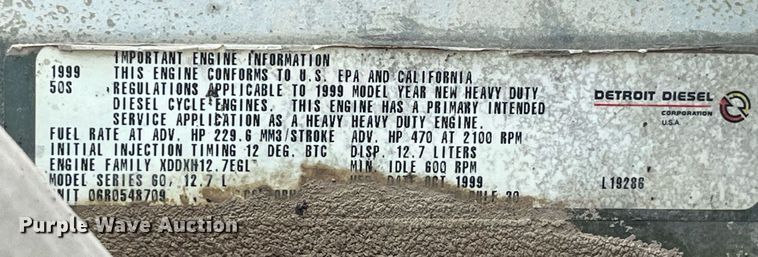 IMPORTANT ENGINE INFORMATION
1999 THIS ENGINE CONFORMS TO U.S. EPA AND CALIFORNIA
50S REGULATIONS APPLICABLE TO 1999 MODEL YEAR NEW HEAVY DUTY
DIESEL CYCLE ENGINES. THIS ENGINE HAS A PRIMARY INTENDED
SERVICE APPLICATION AS A HEAVY HEAVY DUTY ENGINE.
FUEL RATE AT ADV. HP 229.6 MM3/STROKE ADV. HP 470 AT 2100 RPM
INITIAL INJECTION TIMING 12 DEG. BTC DISP. 12.7 LITERS
ENGINE FAMILY XDDXH12.7EGL MIN. IDLE 600 RPM
MODEL SERIES 60, 12.7 L DATE OCT 1999
UNIT 06R0548709
DETROIT DIESEL
CORPORATION
U.S.A.
L19286
Purple Wave Auction